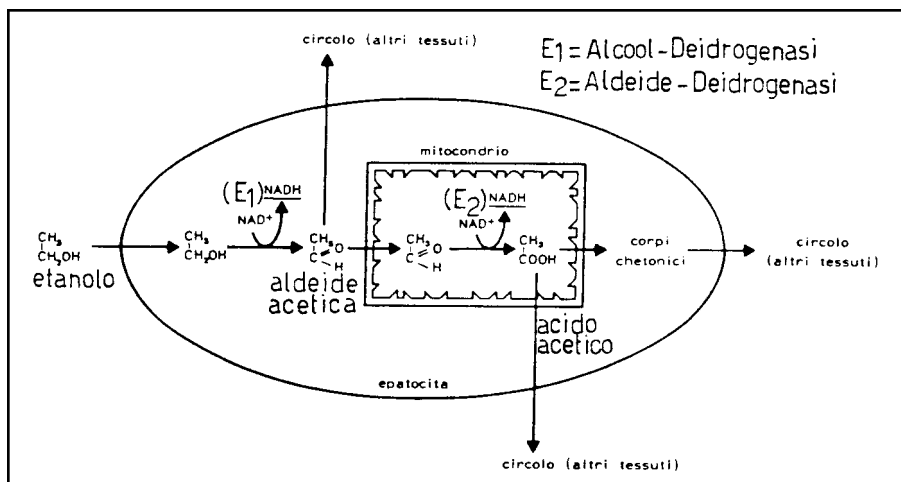 circolo (altri tessuti)
E1=Alcool-Deidrogenasi
E2=Aldeide-Deidrogenasi
mitocondrio
(E1) NADH
NAD+
(E2) NADH
NAD+
CH3
CH2OH
etanolo
CH3
CH2OH
CH3
C O
H
aldeide
acetica
CH3
C O
H
CH3
COOH
acido
acetico
corpi
chetonici
circolo
(altri tessuti)
epatocita
circolo (altri tessuti)